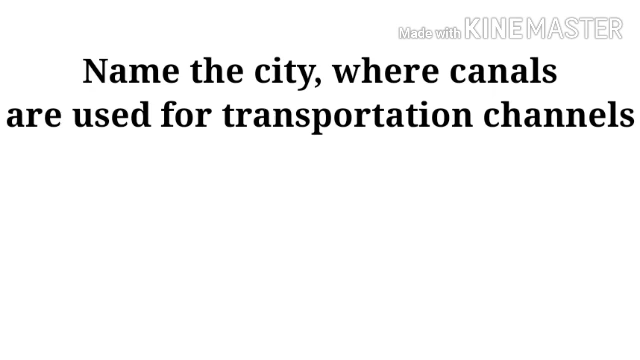 Made with KINEMASTER
Name the city, where canals
are used for transportation channels